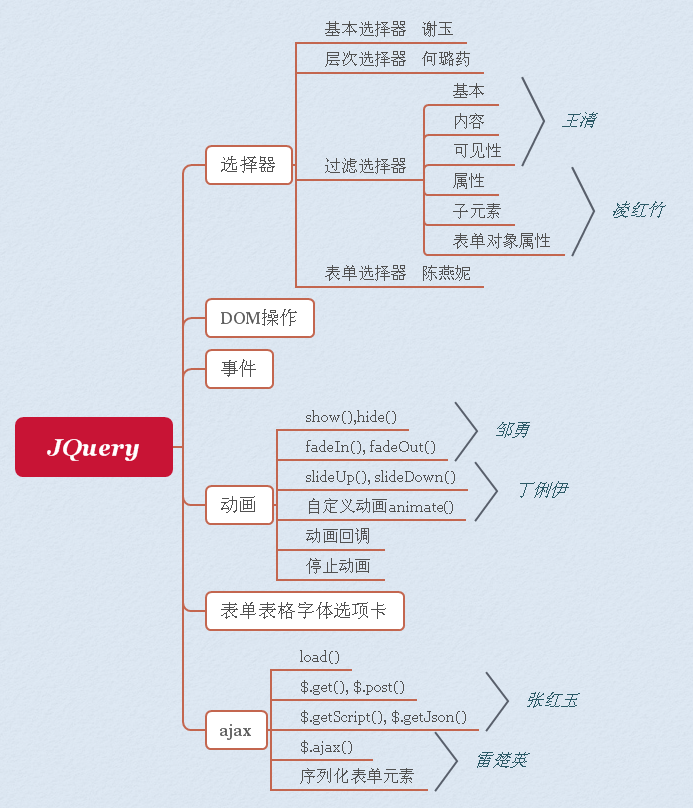 JQuery
选择器
基本选择器 谢玉
层次选择器 何璐药
过滤选择器
基本
内容
可见性
王清
属性
子元素
表单对象属性
凌红竹
表单选择器 陈燕妮
DOM操作
事件
动画
show(),hide()
fadeIn(), fadeOut()
邹勇
slideUp(), slideDown()
自定义动画animate()
丁俐伊
动画回调
停止动画
表单表格字体选项卡
ajax
load()
$.get(), $.post()
$.getScript(), $.getJson()
张红玉
$.ajax()
序列化表单元素
雷楚英